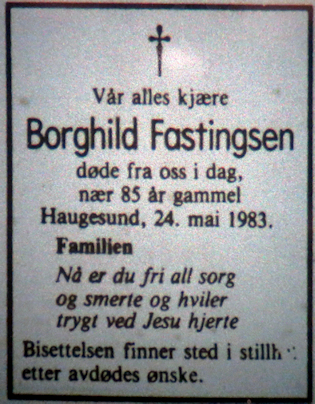 Vår alles kjære
Borghild Fastingsen
døde fra oss i dag,
nær 85 år gammel
Haugesund, 24. mai 1983.
Familien
Nå er du fri all sorg
og smerte og hviler
trygt ved Jesu hjerte
Bisettelsen finner sted i
etter avdødes ønske.